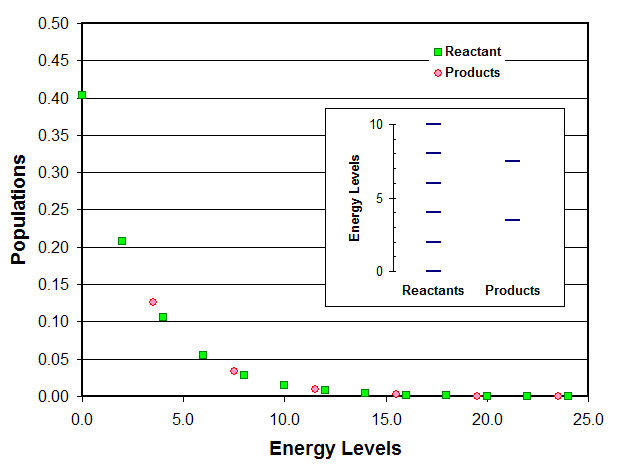 0.50
0.45
0.40
0.35
0.30
0.25
0.20
0.15
0.10
0.05
0.00
Populations
Reactant
Products
10
5
0
Energy Levels
Reactants Products
0.0 5.0 10.0 15.0 20.0 25.0
Energy Levels